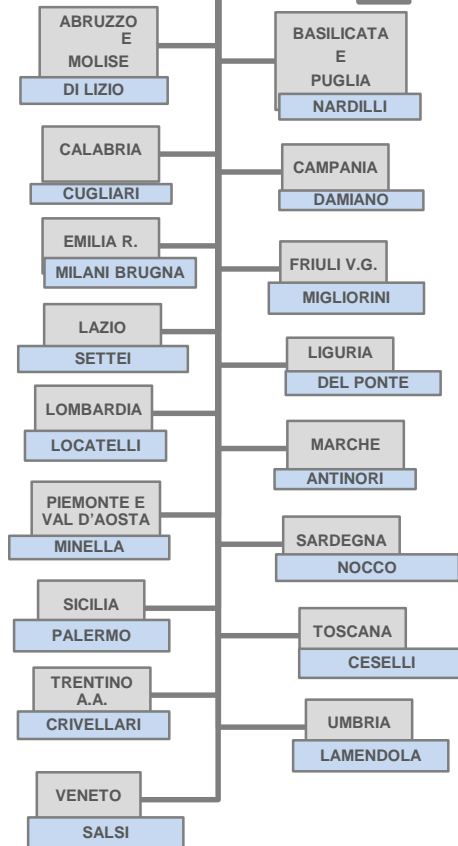 ABRUZZO
E
MOLISE
DI LIZIO
BASILICATA
E
PUGLIA
NARDILLI
CALABRIA
CUGLIARI
CAMPANIA
DAMIANO
EMILIA R.
MILANI BRUGNA
FRIULI V.G.
MIGLIORINI
LAZIO
SETTEI
LIGURIA
DEL PONTE
LOMBARDIA
LOCATELLI
MARCHE
ANTINORI
PIEMONTE E
VAL D'AOSTA
MINELLA
SARDEGNA
NOCCO
SICILIA
PALERMO
TOSCANA
CESELLI
TRENTINO
A.A.
CRIVELLARI
UMBRIA
LAMENDOLA
VENETO
SALSI